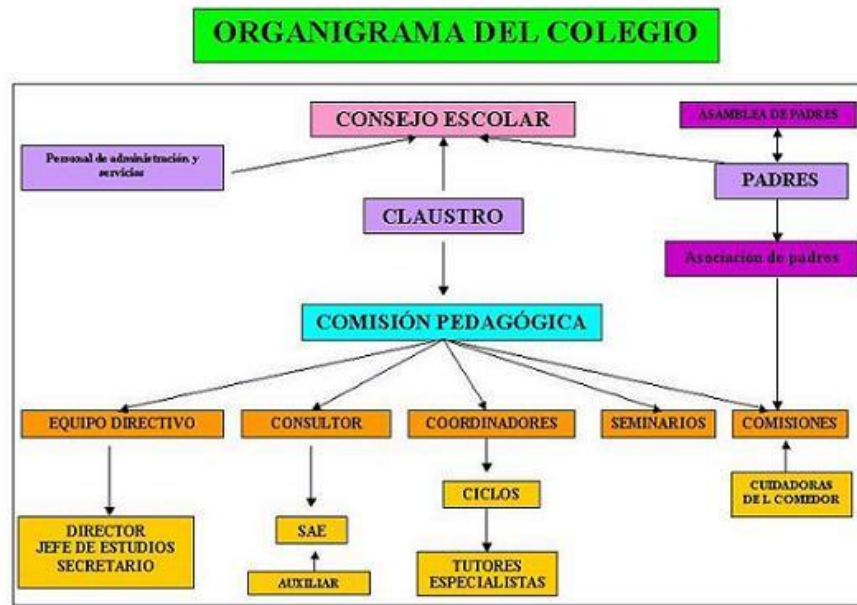 ORGANIGRAMA DEL COLEGIO
CONSEJO ESCOLAR
ASAMBLEA DE PADRES
Personal de administración y
servicios
PADRES
CLAUSTRO
Asociación de padres
COMISIÓN PEDAGÓGICA
EQUIPO DIRECTIVO
CONSULTOR
COORDINADORES
SEMINARIOS
COMISIONES
DIRECTOR
JEFE DE ESTUDIOS
SECRETARIO
SAE
AUXILIAR
CICLOS
TUTORES
ESPECIALISTAS
CUIDADORAS
DE L COMEDOR